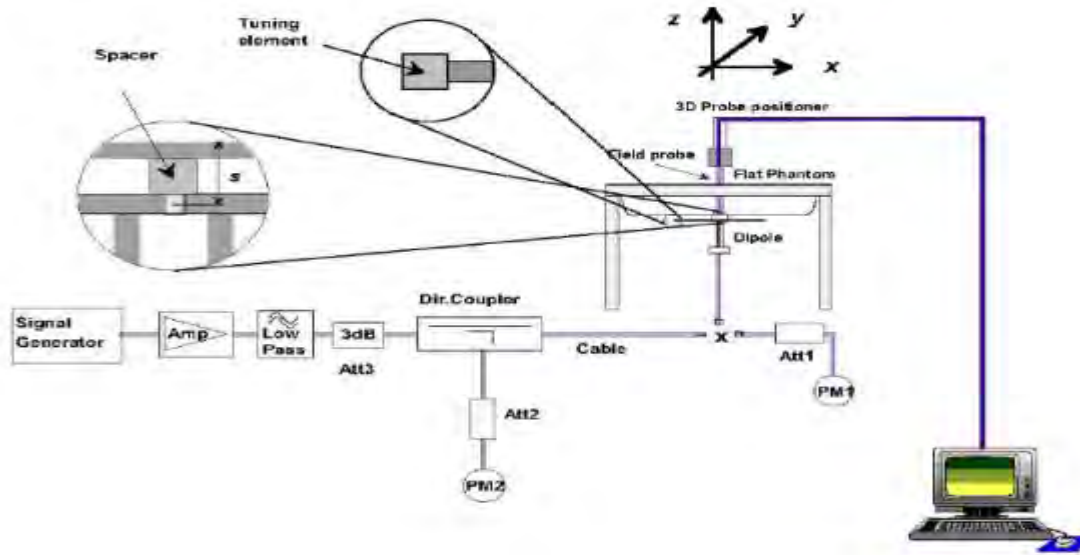 Tuning
element
Spacer
s
z
y
x
3D Probe positioner
Field probe
Flat Phantom
Dipole
Signal
Generator
Amp
Low
Pass
3dB
Att3
Dir.Coupler
Cable
X
Att1
PM1
Att2
PM2